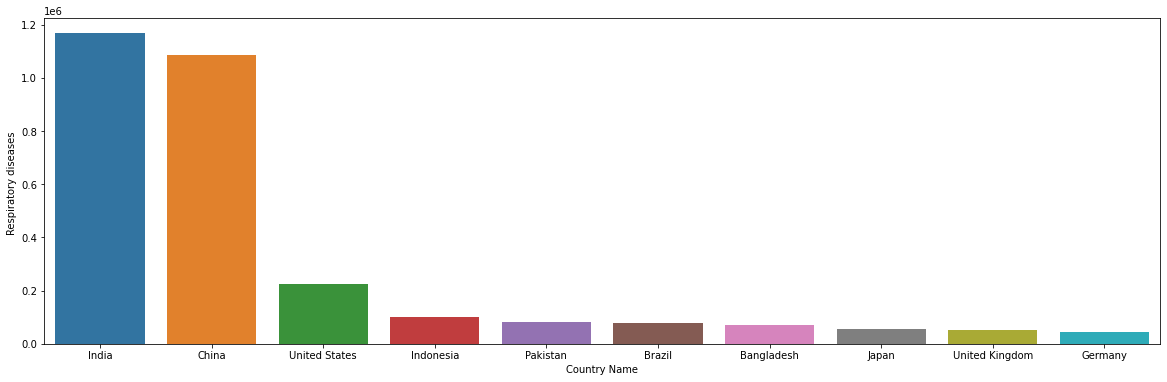 1e6
1.2
1.0
0.8
0.6
0.4
0.2
0.0
Respiratory diseases
India China United States Indonesia Pakistan Brazil Bangladesh Japan United Kingdom Germany
Country Name